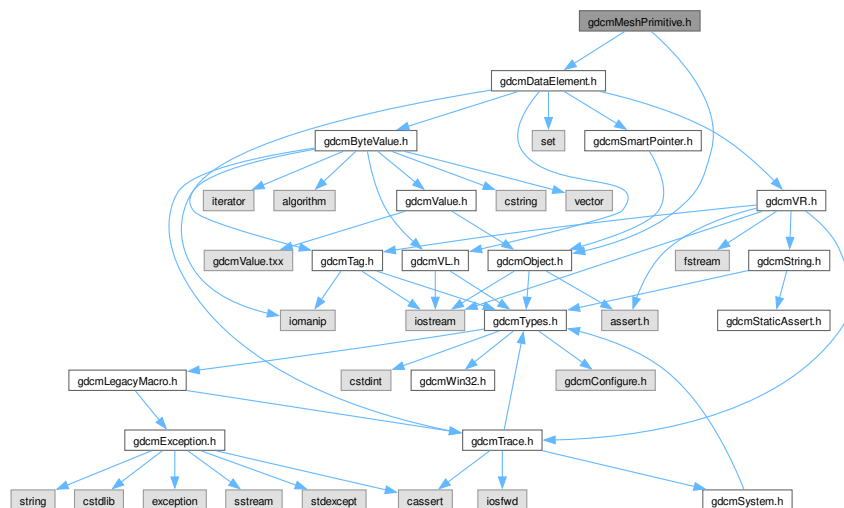 gdcmMeshPrimitive.h
gdcmDataElement.h
gdcmByteValue.h
set
gdcmSmartPointer.h
iterator
algorithm
gdcmValue.h
cstring
vector
gdcmVR.h
gdcmValue.txx
gdcmTag.h
gdcmVL.h
gdcmObject.h
fstream
gdcmString.h
iomanip
iostream
gdcmTypes.h
assert.h
gdcmStaticAssert.h
gdcmLegacyMacro.h
cstdint
gdcmWin32.h
gdcmConfigure.h
gdcmException.h
gdcmTrace.h
string
cstdlib
exception
sstream
stdexcept
cassert
iosfwd
gdcmSystem.h